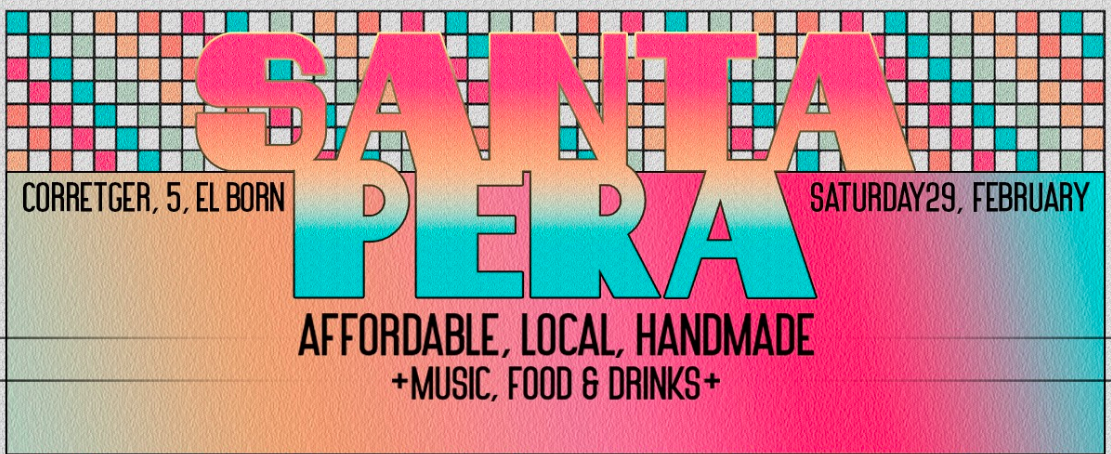 SANTA
PERA
CORRETGER, 5, EL BORN
SATURDAY29, FEBRUARY
AFFORDABLE, LOCAL, HANDMADE
+MUSIC, FOOD & DRINKS+